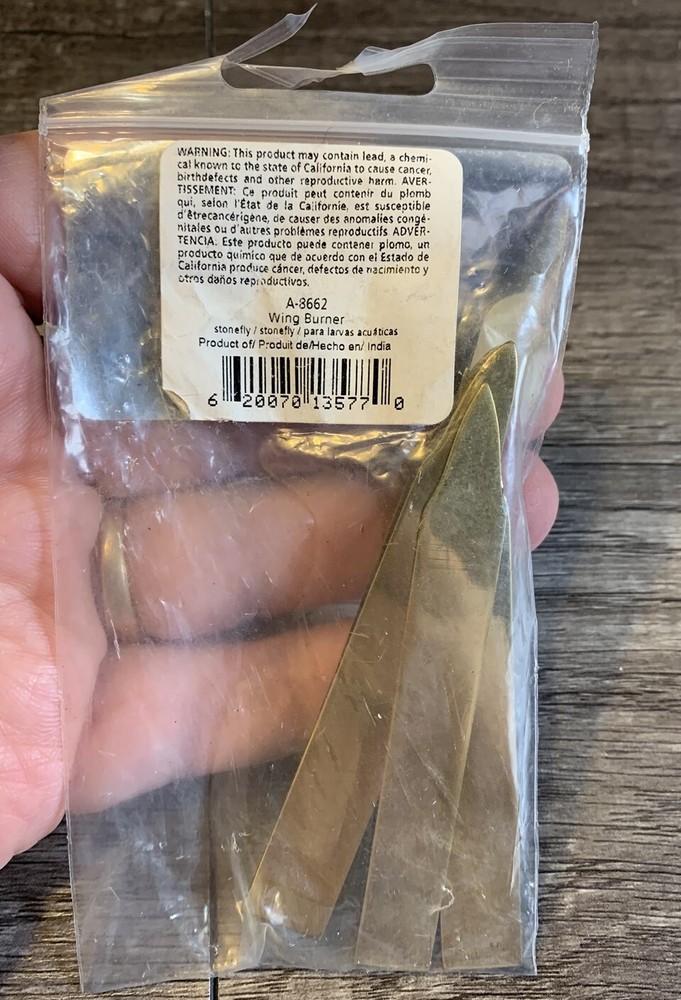 WARNING: This product may contain lead, a chemi-
cal known to the state of California to cause cancer,
birthdefects and other reproductive harm. AVER-
TISSEMENT: Ce produit peut contenir du plomb
qui, selon l'État de la Californie, est susceptible
d'êtrecancérigène, de causer des anomalies congé-
nitales ou d'autres problèmes reproductifs ADVER-
TENCIA: Este producto puede contener plomo, un
producto químico que de acuerdo con el Estado de
California produce cáncer, defectos de nacimiento y
otros daños reproductivos.
A-8662
Wing Burner
stonefly / stonefly / para larvas acuáticas
Product of/ Produit de/Hecho en/ India
6 20070 13577 0